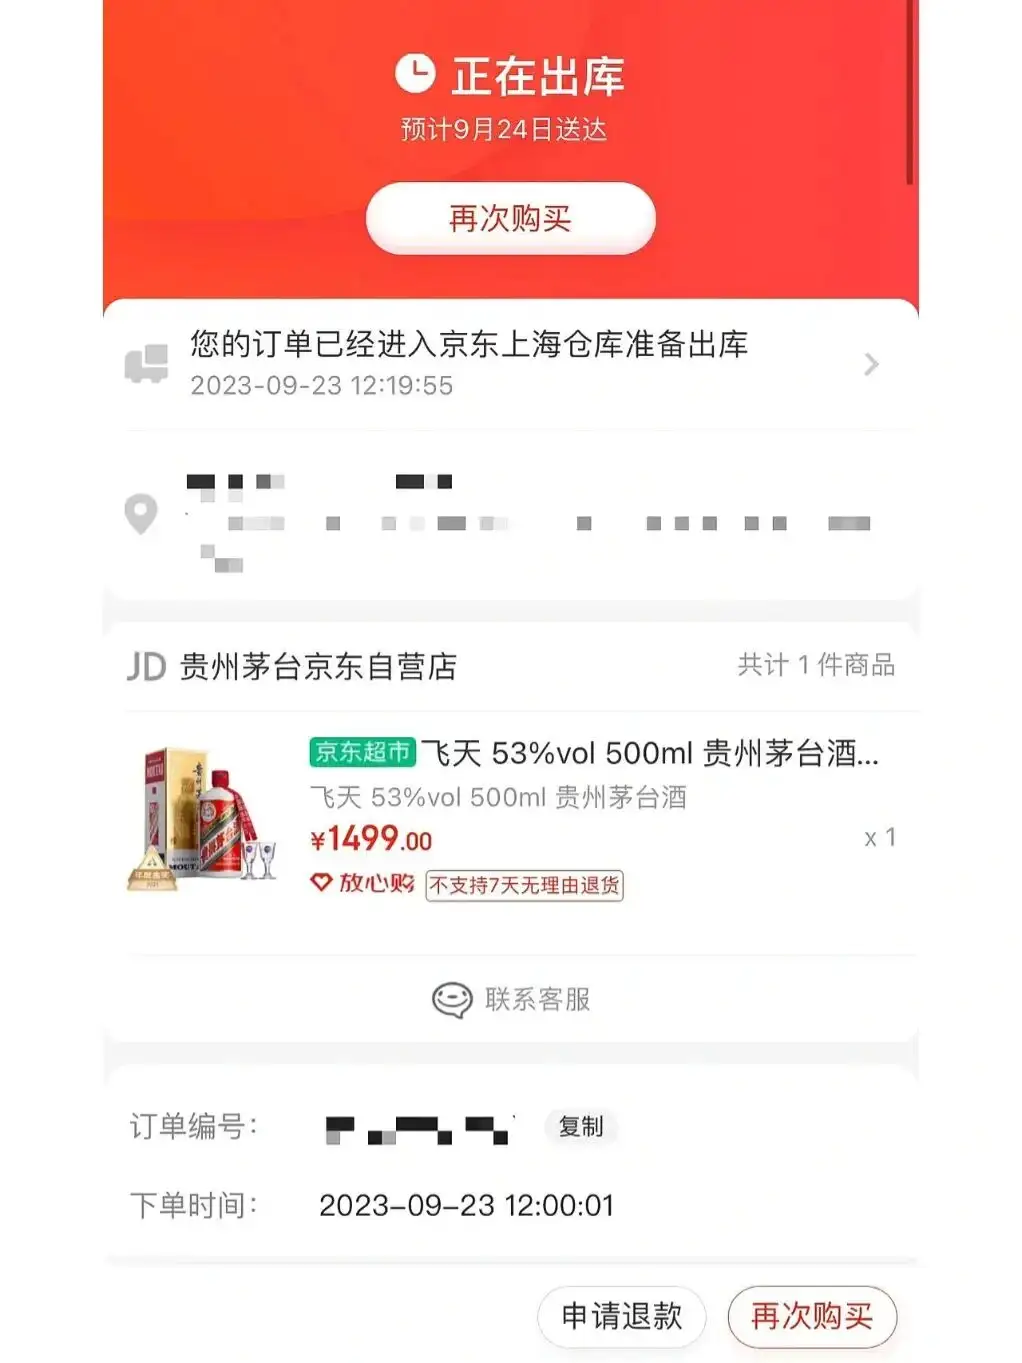 正在出库
预计9月24日送达
再次购买
您的订单已经进入京东上海仓库准备出库
2023-09-23 12:19:55
JD 贵州茅台京东自营店
共计 1 件商品
京东超市 飞天 53%vol 500ml 贵州茅台酒...
飞天 53%vol 500ml 贵州茅台酒
¥1499.00
x 1
放心购 不支持7天无理由退货
联系客服
订单编号：
复制
下单时间：
2023-09-23 12:00:01
申请退款
再次购买